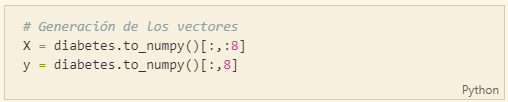 # Generación de los vectores
X = diabetes.to_numpy()[:,:8]
y = diabetes.to_numpy()[:,8]
Python